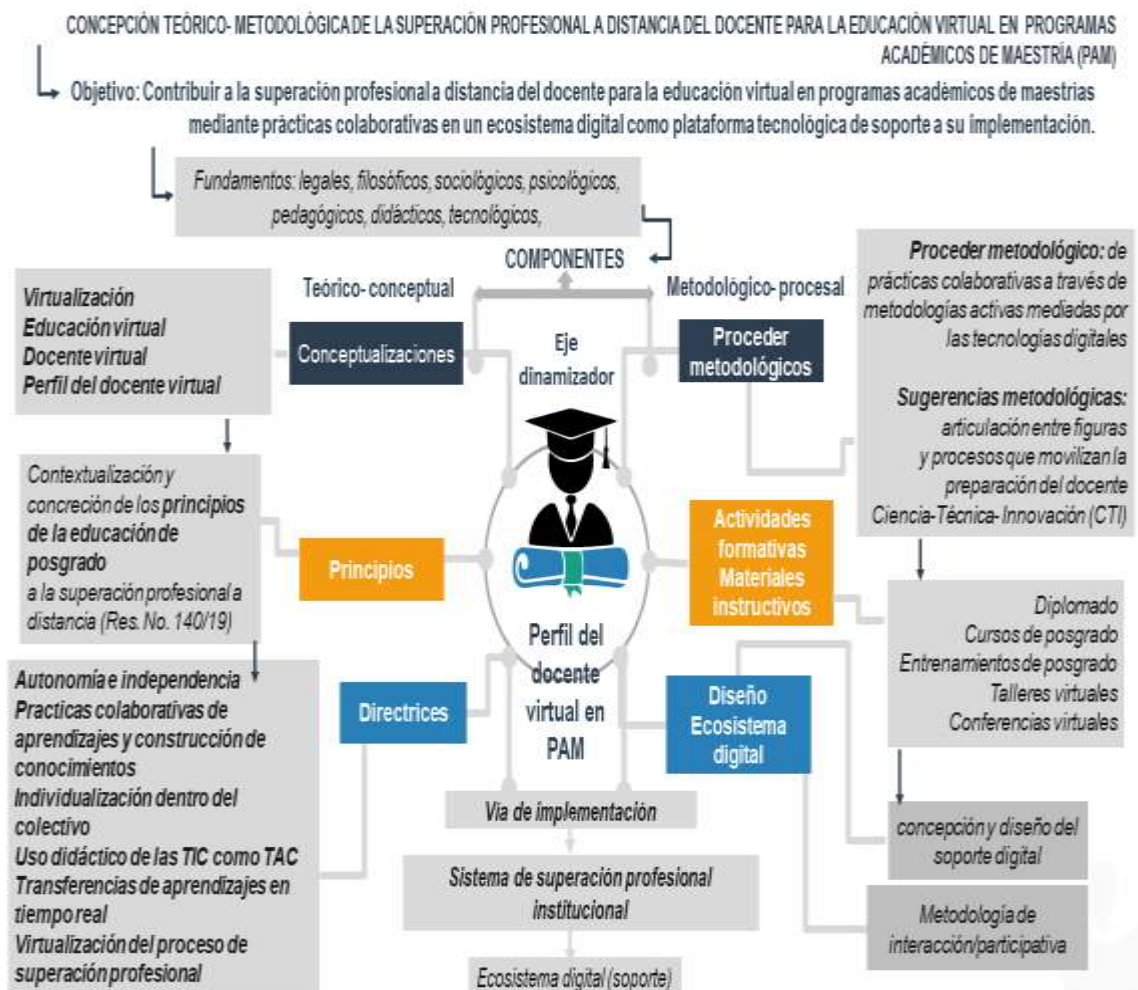 CONCEPCIÓN TEÓRICO- METODOLÓGICA DE LA SUPERACIÓN PROFESIONAL A DISTANCIA DEL DOCENTE PARA LA EDUCACIÓN VIRTUAL EN PROGRAMAS
ACADÉMICOS DE MAESTRÍA (PAM)
Objetivo: Contribuir a la superación profesional a distancia del docente para la educación virtual en programas académicos de maestrías
mediante prácticas colaborativas en un ecosistema digital como plataforma tecnológica de soporte a su implementación.
Fundamentos: legales, filosóficos, sociológicos, psicológicos,
pedagógicos, didácticos, tecnológicos,
COMPONENTES
Teórico- conceptual
Metodológico- procesal
Virtualización
Educación virtual
Docente virtual
Perfil del docente virtual
Conceptualizaciones
Eje
dinamizador
Proceder
metodológicos
Proceder metodológico: de
prácticas colaborativas a través de
metodologías activas mediadas por
las tecnologías digitales
Sugerencias metodológicas:
articulación entre figuras
y procesos que movilizan la
preparación del docente
Ciencia-Técnica- Innovación (CTI)
Contextualización y
concreción de los principios
de la educación de
posgrado
a la superación profesional a
distancia (Res. No. 140/19)
Principios
Actividades
formativas
Materiales
instructivos
Diplomado
Cursos de posgrado
Entrenamientos de posgrado
Talleres virtuales
Conferencias virtuales
Autonomía e independencia
Practicas colaborativas de
aprendizajes y construcción de
conocimientos
Individualización dentro del
colectivo
Uso didáctico de las TIC como TAC
Transferencias de aprendizajes en
tiempo real
Virtualización del proceso de
superación profesional
Directrices
Perfil del
docente
virtual en
PAM
Diseño
Ecosistema
digital
concepción y diseño del
soporte digital
Metodología de
interacción/participativa
Via de implementación
Sistema de superación profesional
institucional
Ecosistema digital (soporte)